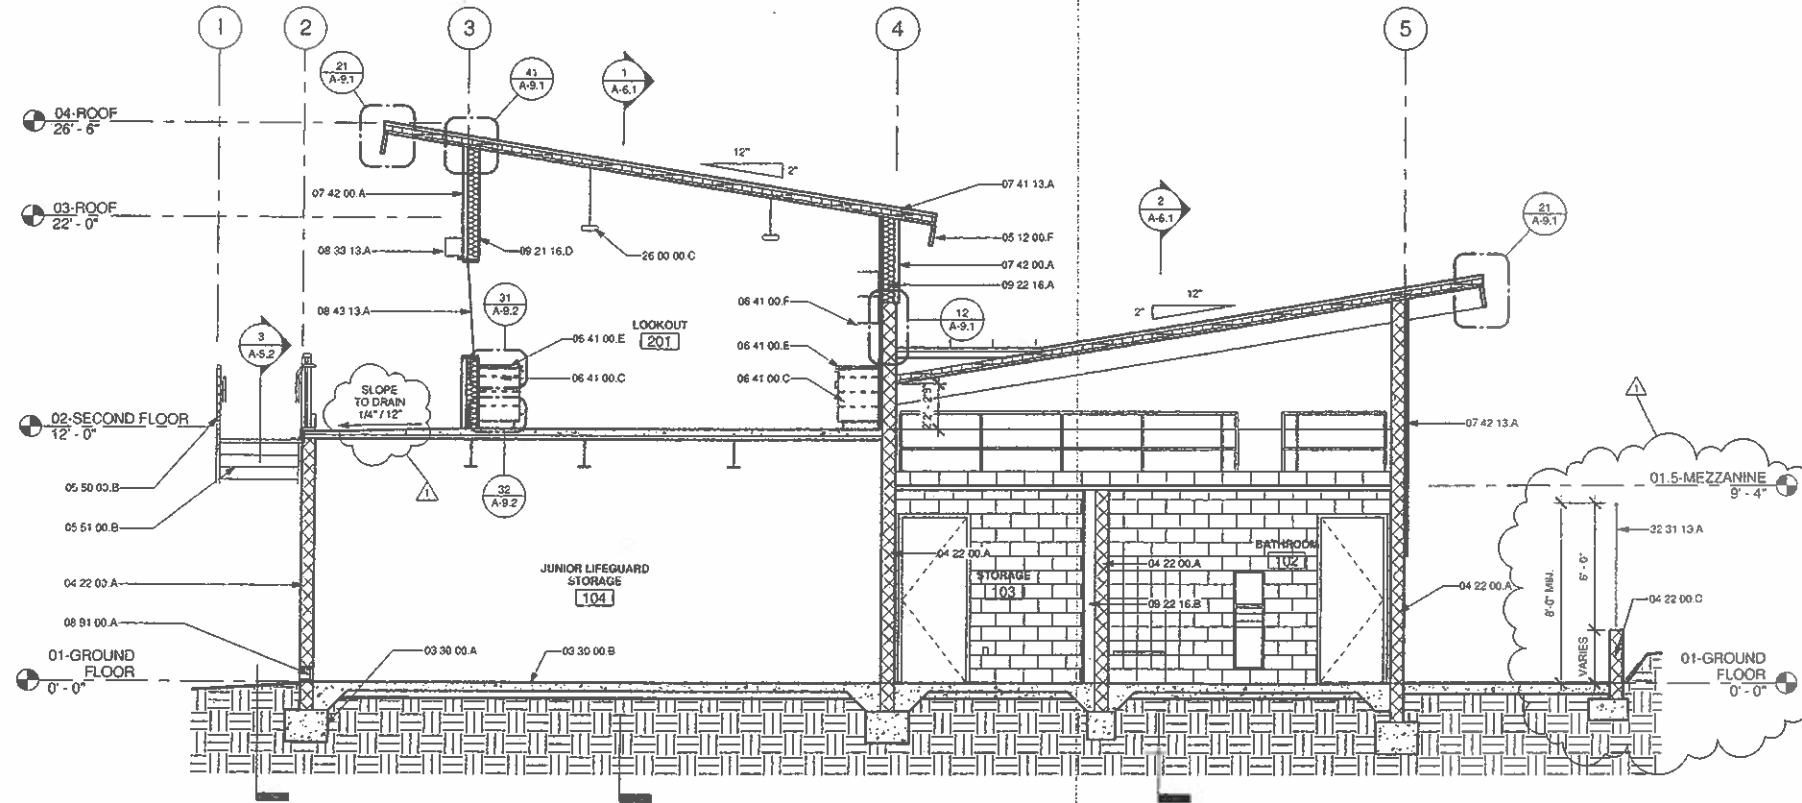 1
2
3
4
5
21
A-9.1
41
A-9.1
1
A-6.1
04-ROOF
26' - 6"
12"
2"
07 42 00.A
07 41 13.A
03-ROOF
22' - 0"
2
A-6.1
21
A-9.1
08 33 13.A
09 21 16.D
26 00 00.C
05 12 00.F
07 42 00.A
09 22 16.A
31
A-9.2
06 41 00.F
12
A-9.1
12"
2"
08 43 13.A
LOOKOUT
201
3
A-5.2
06 41 00.E
06 41 00.E
06 41 00.C
06 41 00.C
SLOPE
TO DRAIN
1/4" / 12"
1
02-SECOND FLOOR
12' - 0"
07 42 13.A
1
05 50 00.B
32
A-9.2
01.5-MEZZANINE
9' - 4"
05 51 00.B
32 31 13.A
04 22 00.A
JUNIOR LIFEGUARD
STORAGE
104
04 22 00.A
STORAGE
103
04 22 00.A
09 22 16.B
BATHROOM
102
04 22 00.A
8'-0" MIN.
6' - 0"
VARIES
04 22 00.C
08 91 00.A
01-GROUND
FLOOR
0' - 0"
03 30 00.A
03 30 00.B
01-GROUND
FLOOR
0' - 0"